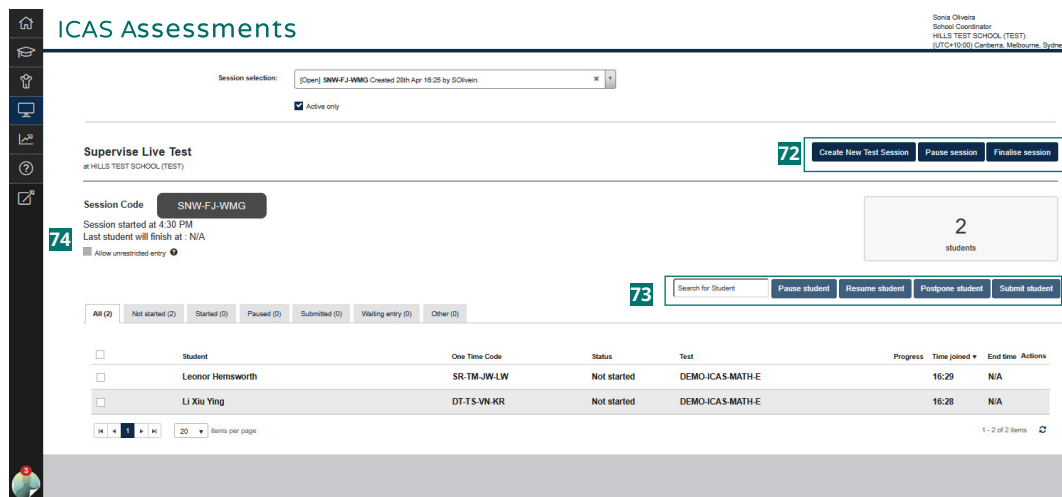 ICAS Assessments
Sonia Oliveira
School Coordinator
HILLS TEST SCHOOL (TEST)
(UTC+10:00) Canberra, Melbourne, Sydne
Session selection:
[Open] SNW-FJ-WMG Created 28th Apr 16:25 by SOlivein
Active only
Supervise Live Test
at HILLS TEST SCHOOL (TEST)
72 Create New Test Session Pause session Finalise session
Session Code SNW-FJ-WMG
Session started at 4:30 PM
Last student will finish at : N/A
74
Allow unrestricted entry ?
2
students
73 Search for Student Pause student Resume student Postpone student Submit student
All (2) Not started (2) Started (0) Paused (0) Submitted (0) Waiting entry (0) Other (0)
Student One Time Code Status Test Progress Time joined End time Actions
Leonor Hemsworth SR-TM-JW-LW Not started DEMO-ICAS-MATH-E 16:29 N/A
Li Xiu Ying DT-TS-VN-KR Not started DEMO-ICAS-MATH-E 16:28 N/A
1 20 items per page 1 - 2 of 2 items
3